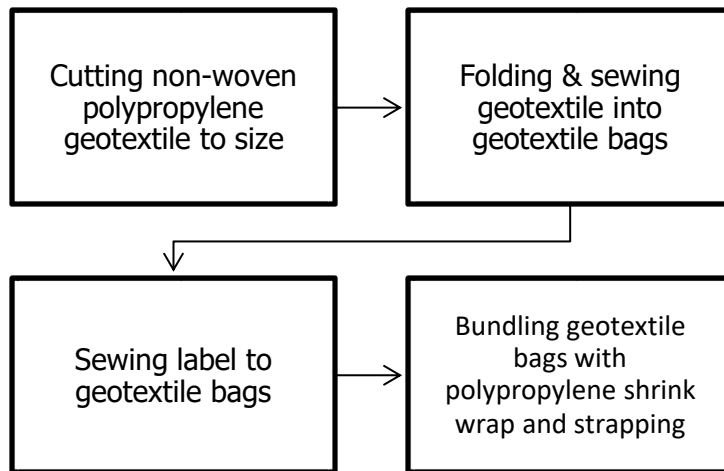 Cutting non-woven
polypropylene
geotextile to size
Folding & sewing
geotextile into
geotextile bags
Sewing label to
geotextile bags
Bundling geotextile
bags with
polypropylene shrink
wrap and strapping